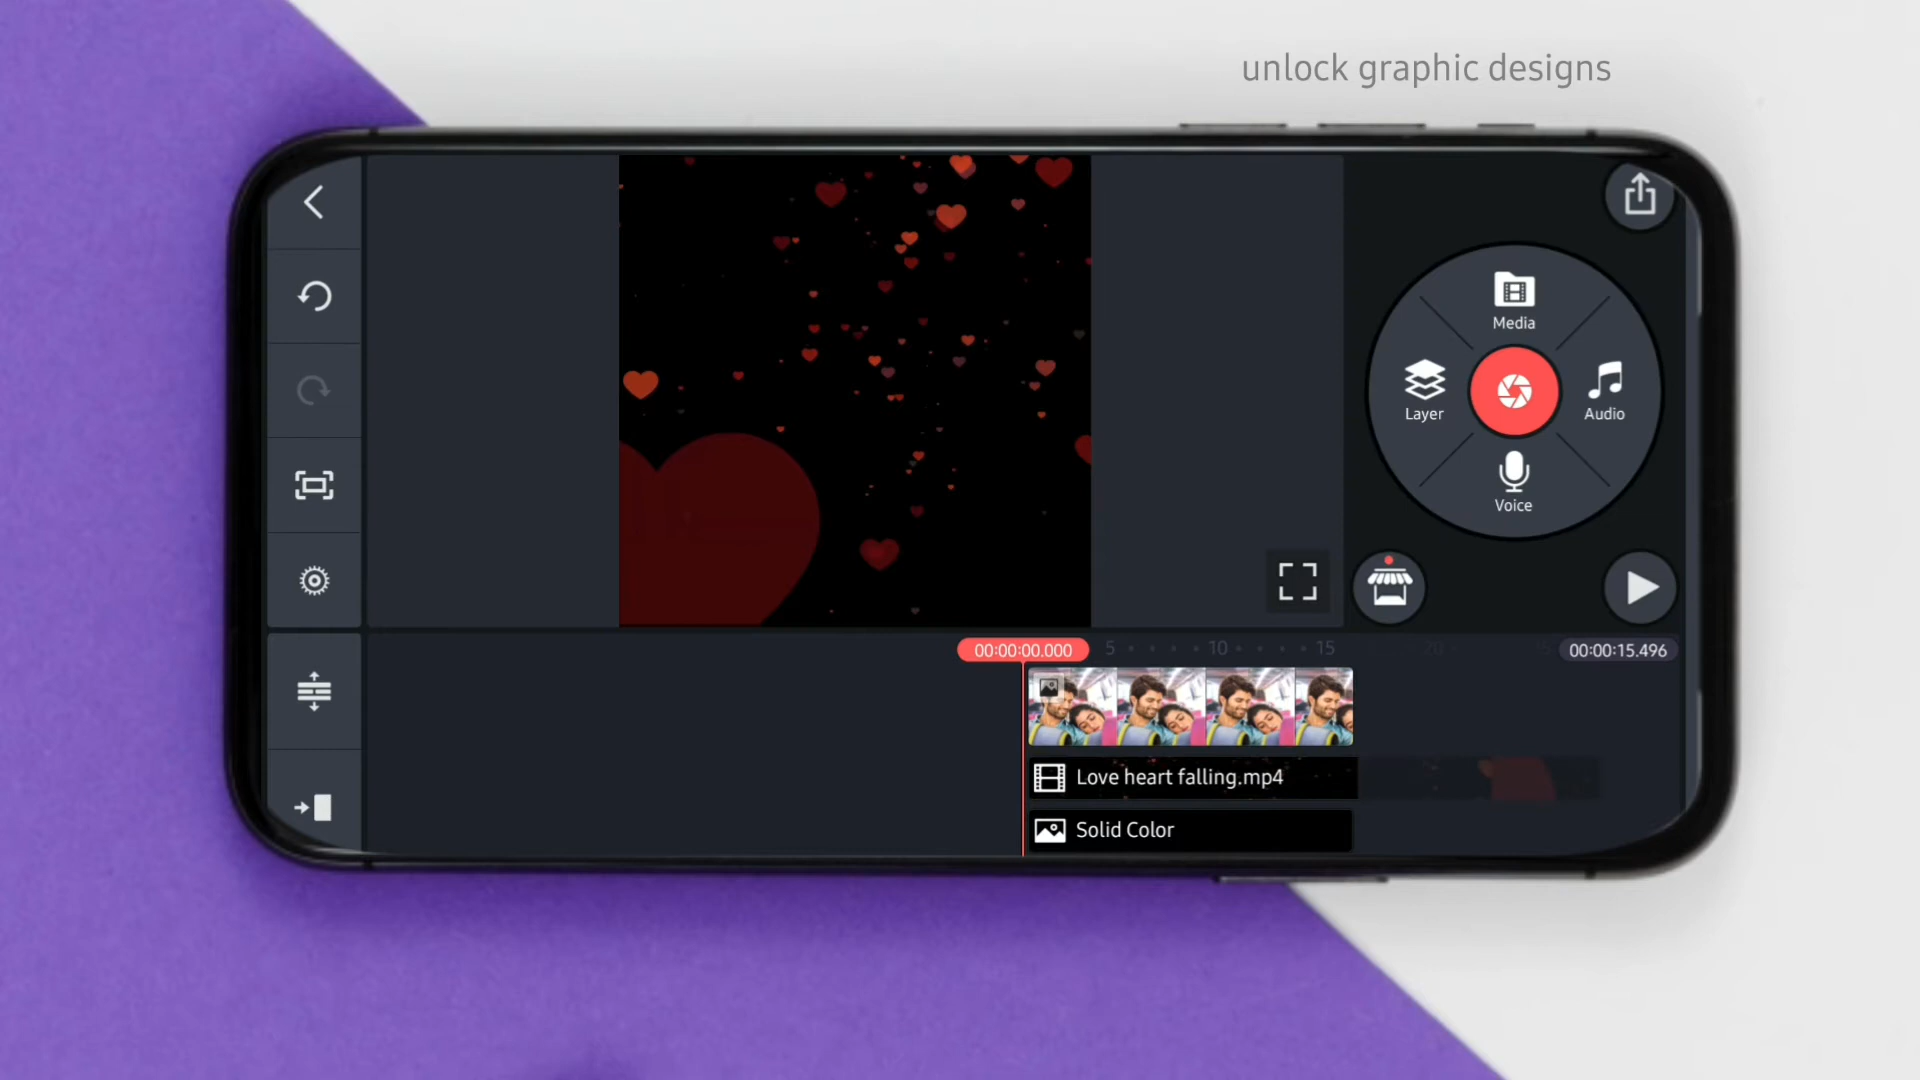 unlock graphic designs
Media
Layer
Audio
Voice
00:00:00.000
5
10
15
20
00:00:15.496
Love heart falling.mp4
Solid Color